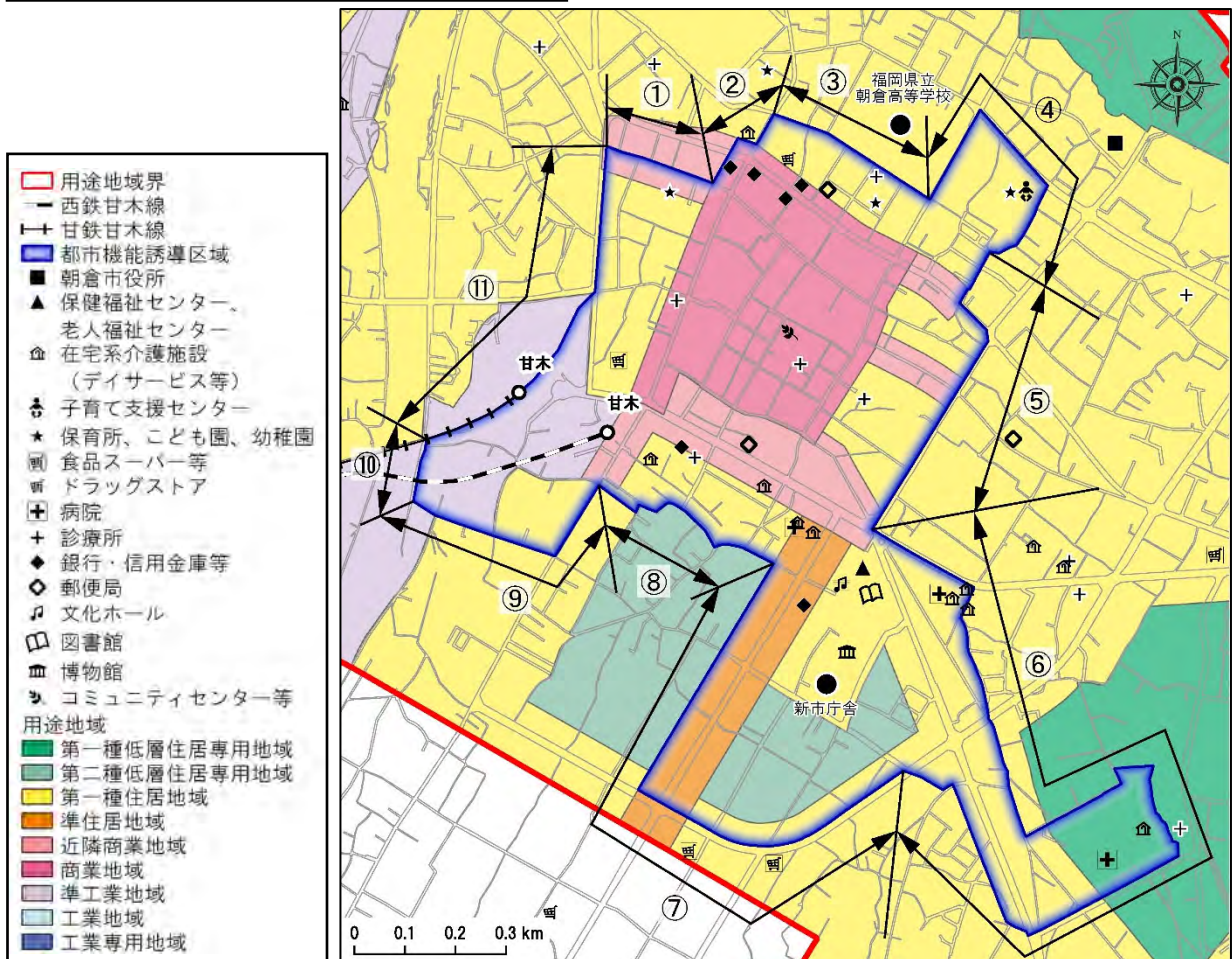 用途地域界
西鉄甘木線
甘鉄甘木線
都市機能誘導区域
朝倉市役所
保健福祉センター、
老人福祉センター
在宅系介護施設
（デイサービス等）
子育て支援センター
保育所、こども園、幼稚園
食品スーパー等
ドラッグストア
病院
診療所
銀行・信用金庫等
郵便局
文化ホール
図書館
博物館
コミュニティセンター等
用途地域
第一種低層住居専用地域
第二種低層住居専用地域
第一種住居地域
準住居地域
近隣商業地域
商業地域
準工業地域
工業地域
工業専用地域
N
①
②
③
福岡県立
朝倉高等学校
④
⑪
甘木
甘木
⑤
⑩
⑨
⑧
⑥
新市庁舎
⑦
0 0.1 0.2 0.3 km